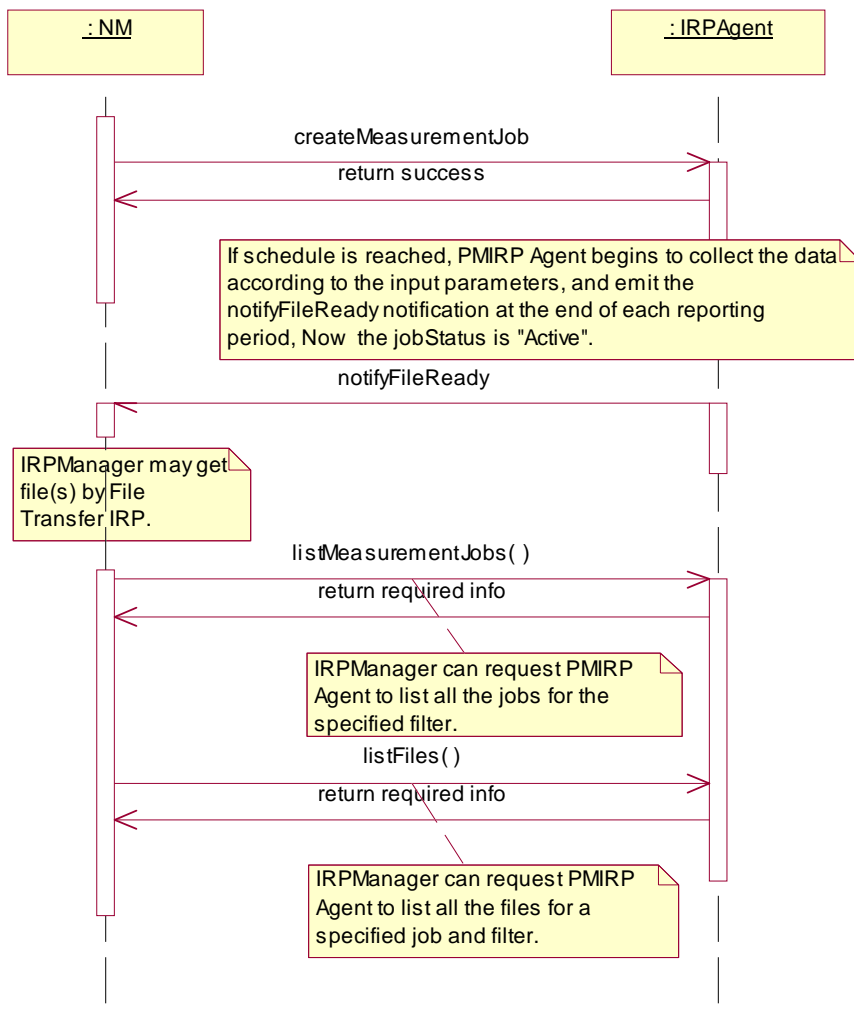 : NM
: IRPAgent
createMeasurementJob
return success
If schedule is reached, PMIRP Agent begins to collect the data
according to the input parameters, and emit the
notifyFileReady notification at the end of each reporting
period, Now the jobStatus is "Active".
notifyFileReady
IRPManager may get
file(s) by File
Transfer IRP.
listMeasurementJobs( )
return required info
IRPManager can request PMIRP
Agent to list all the jobs for the
specified filter.
listFiles( )
return required info
IRPManager can request PMIRP
Agent to list all the files for a
specified job and filter.